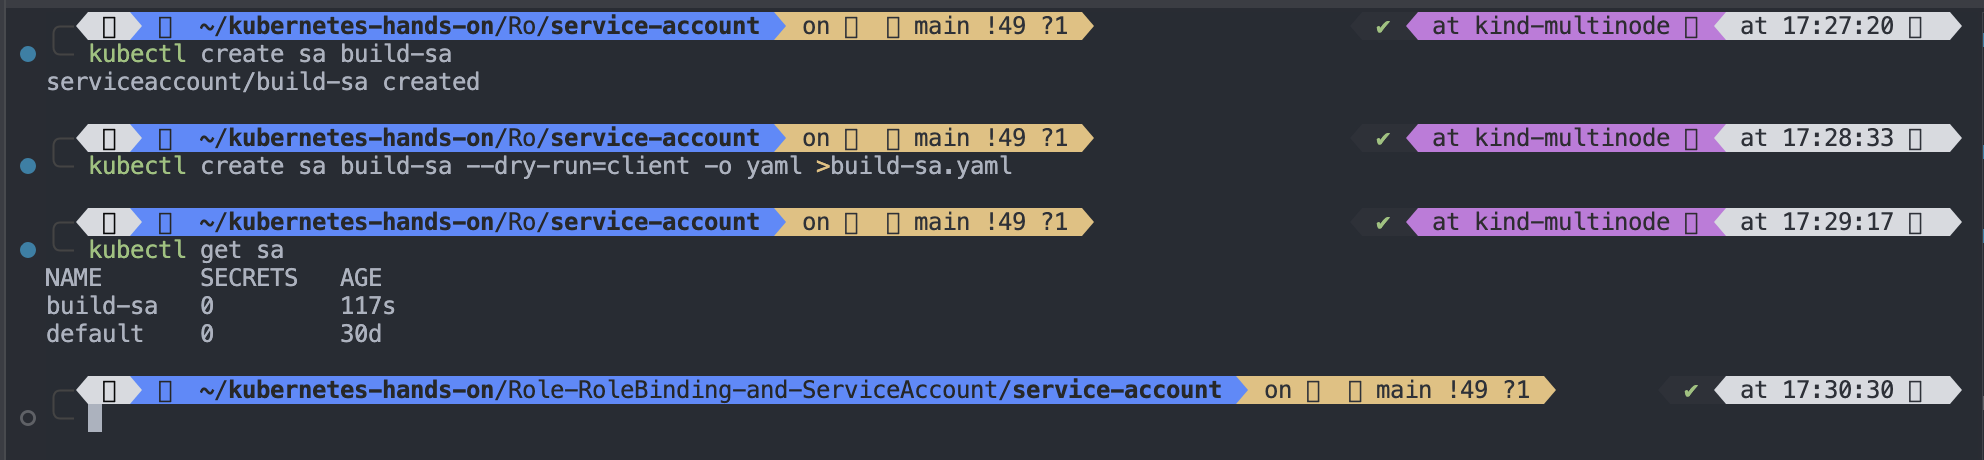 ~/kubernetes-hands-on/Ro/service-account on main !49 ?1 ✔ at kind-multinode at 17:27:20
kubectl create sa build-sa
serviceaccount/build-sa created
~/kubernetes-hands-on/Ro/service-account on main !49 ?1 ✔ at kind-multinode at 17:28:33
kubectl create sa build-sa --dry-run=client -o yaml >build-sa.yaml
~/kubernetes-hands-on/Ro/service-account on main !49 ?1 ✔ at kind-multinode at 17:29:17
kubectl get sa
NAME SECRETS AGE
build-sa 0 117s
default 0 30d
~/kubernetes-hands-on/Role-RoleBinding-and-ServiceAccount/service-account on main !49 ?1 ✔ at 17:30:30